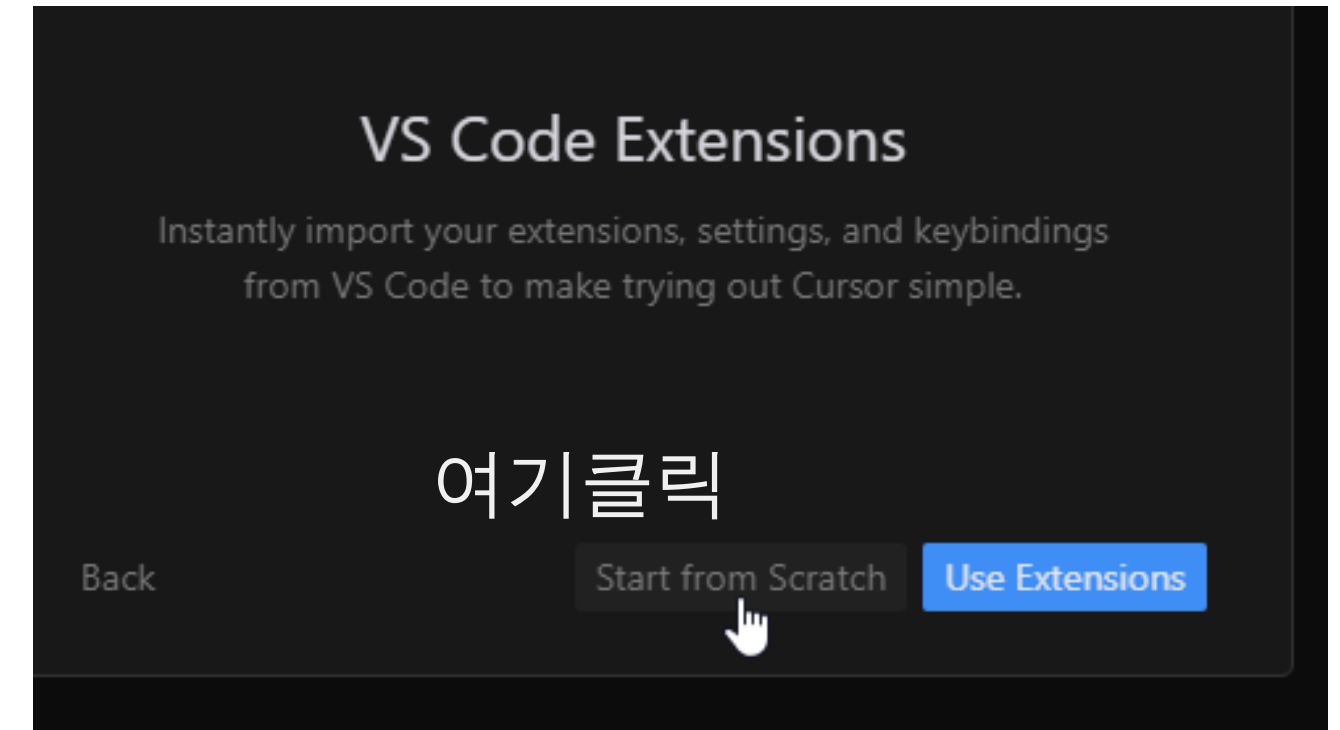 VS Code Extensions
Instantly import your extensions, settings, and keybindings
from VS Code to make trying out Cursor simple.
여기클릭
Back
Start from Scratch
Use Extensions